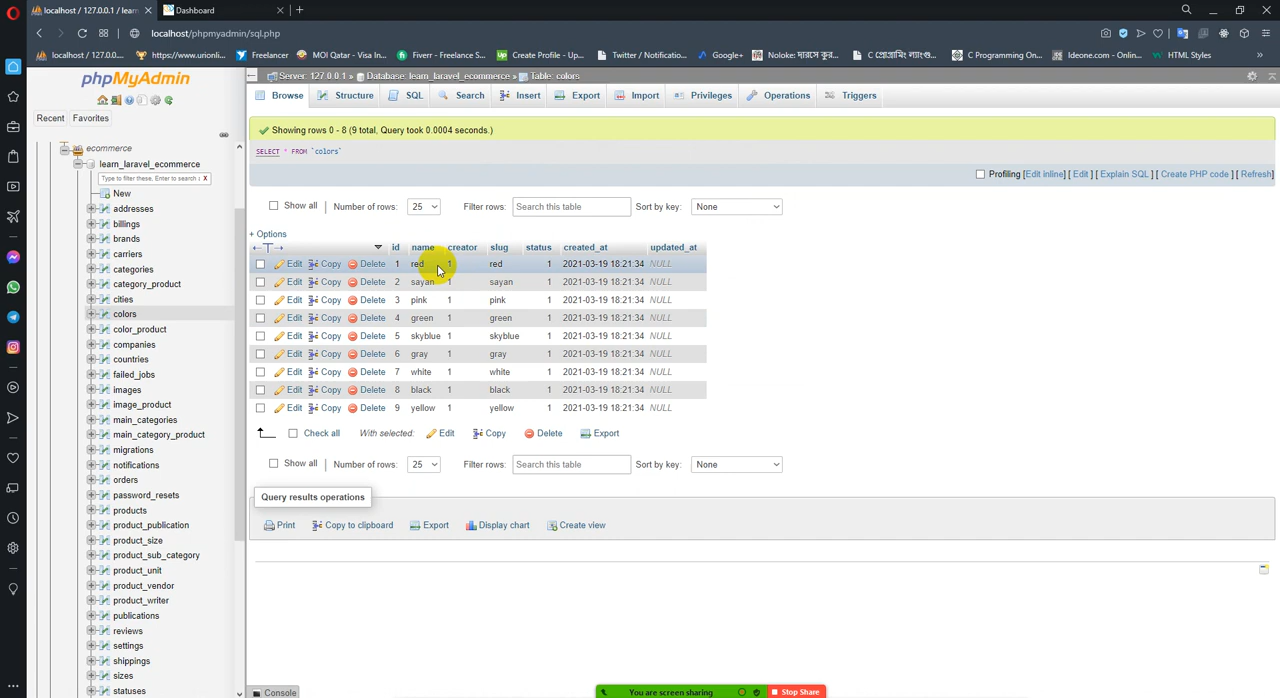 localhost / 127.0.0.1 / learn
Dashboard
localhost/phpmyadmin/sql.php
localhost / 127.0.0....
https://www.urionli...
Freelancer
MOI Qatar - Visa In...
Fiverr - Freelance S...
Create Profile - Up...
Twitter / Notificatio...
Google+
C Programming On...
Ideone.com - Onlin...
HTML Styles
»
phpMyAdmin
Recent Favorites
ecommerce
learn_laravel_ecommerce
Type to filter these, Enter to search X
New
addresses
billings
brands
carriers
categories
category_product
cities
colors
color_product
companies
countries
failed_jobs
images
image_product
main_categories
main_category_product
migrations
notifications
orders
password_resets
products
product_publication
product_size
product_sub_category
product_unit
product_vendor
product_writer
publications
reviews
settings
shippings
sizes
statuses
Server: 127.0.0.1 » Database: learn_laravel_ecommerce » Table: colors
Browse Structure SQL Search Insert Export Import Privileges Operations Triggers
Showing rows 0 - 8 (9 total, Query took 0.0004 seconds.)
SELECT * FROM `colors`
Profiling [Edit inline] [ Edit ] [ Explain SQL ] [ Create PHP code ] [ Refresh]
Show all | Number of rows: 25 Filter rows: Search this table Sort by key: None
+ Options
id name creator slug status created_at updated_at
Edit Copy Delete 1 red 1 red 1 2021-03-19 18:21:34 NULL
Edit Copy Delete 2 sayan 1 sayan 1 2021-03-19 18:21:34 NULL
Edit Copy Delete 3 pink 1 pink 1 2021-03-19 18:21:34 NULL
Edit Copy Delete 4 green 1 green 1 2021-03-19 18:21:34 NULL
Edit Copy Delete 5 skyblue 1 skyblue 1 2021-03-19 18:21:34 NULL
Edit Copy Delete 6 gray 1 gray 1 2021-03-19 18:21:34 NULL
Edit Copy Delete 7 white 1 white 1 2021-03-19 18:21:34 NULL
Edit Copy Delete 8 black 1 black 1 2021-03-19 18:21:34 NULL
Edit Copy Delete 9 yellow 1 yellow 1 2021-03-19 18:21:34 NULL
Check all With selected: Edit Copy Delete Export
Show all | Number of rows: 25 Filter rows: Search this table Sort by key: None
Query results operations
Print Copy to clipboard Export Display chart Create view
Console
You are screen sharing Stop Share